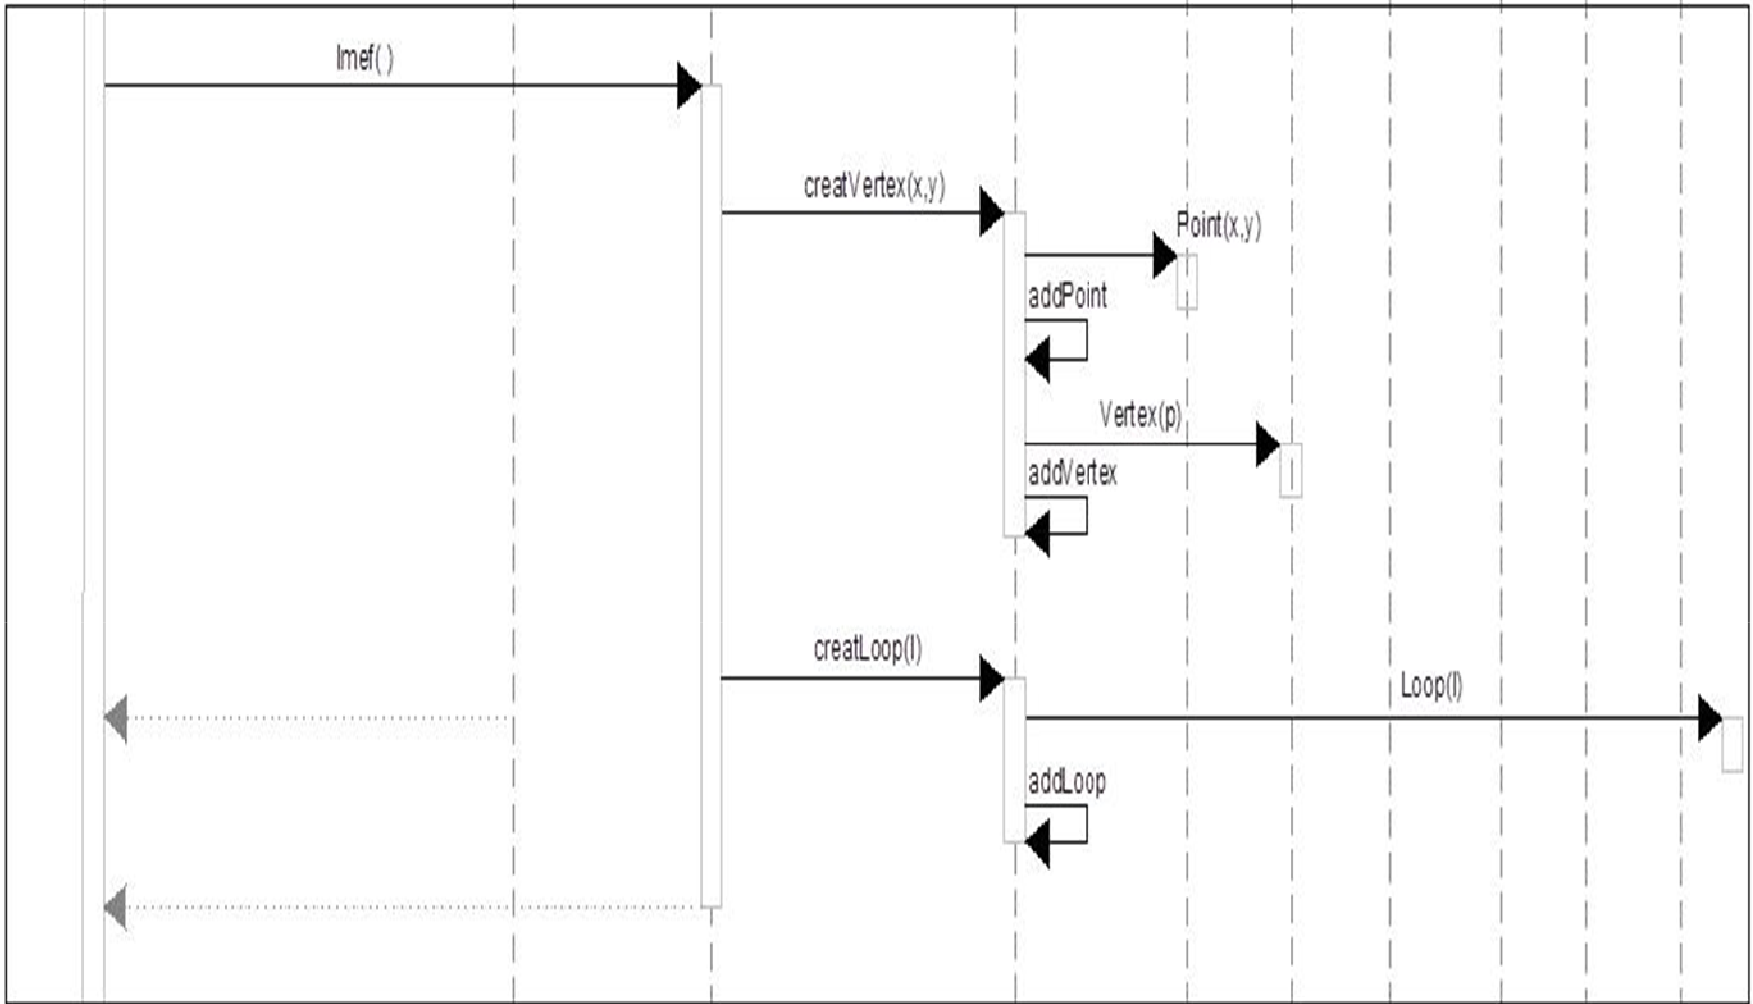 lmef( )
creatVertex(x,y)
Point(x,y)
addPoint
Vertex(p)
addVertex
creatLoop(l)
Loop(l)
addLoop